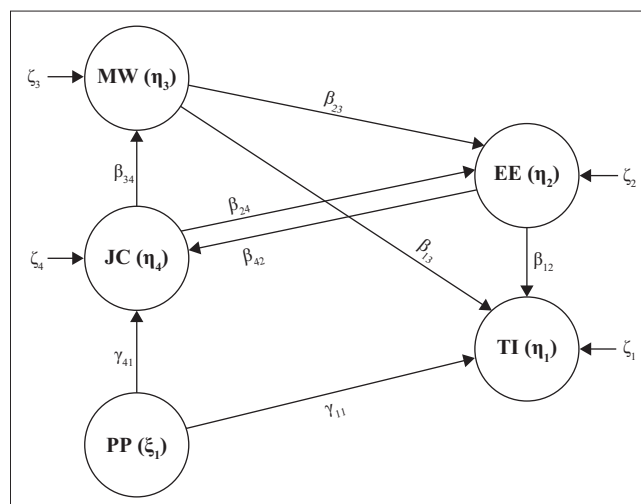 ζ₃
MW (η₃)
β₂₃
β₃₄
EE (η₂)
ζ₂
β₂₄
ζ₄
JC (η₄)
β₄₂
β₁₃
β₁₂
γ₄₁
TI (η₁)
ζ₁
γ₁₁
PP (ξ₁)